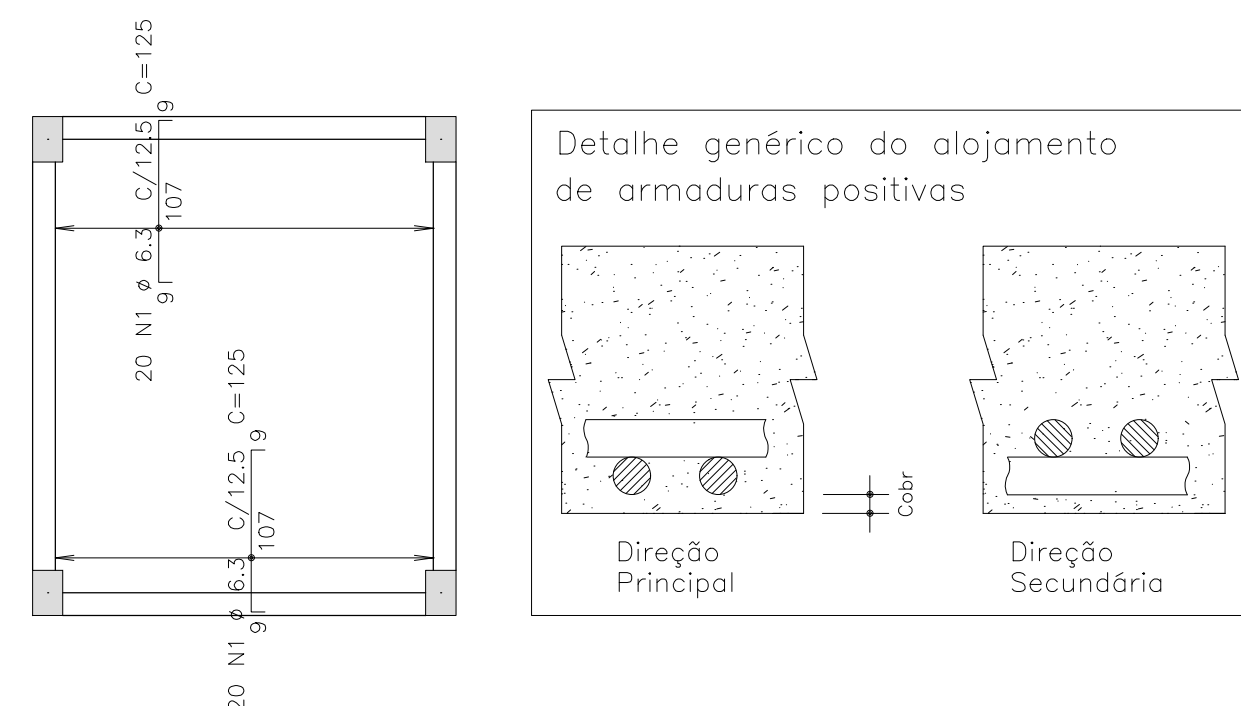 20 N1 ø 6.3 C/12.5 C=125
9
107
9
20 N1 ø 6.3 C/12.5 C=125
9
107
9
Detalhe genérico do alojamento
de armaduras positivas
Cobr
Direção
Principal
Direção
Secundária